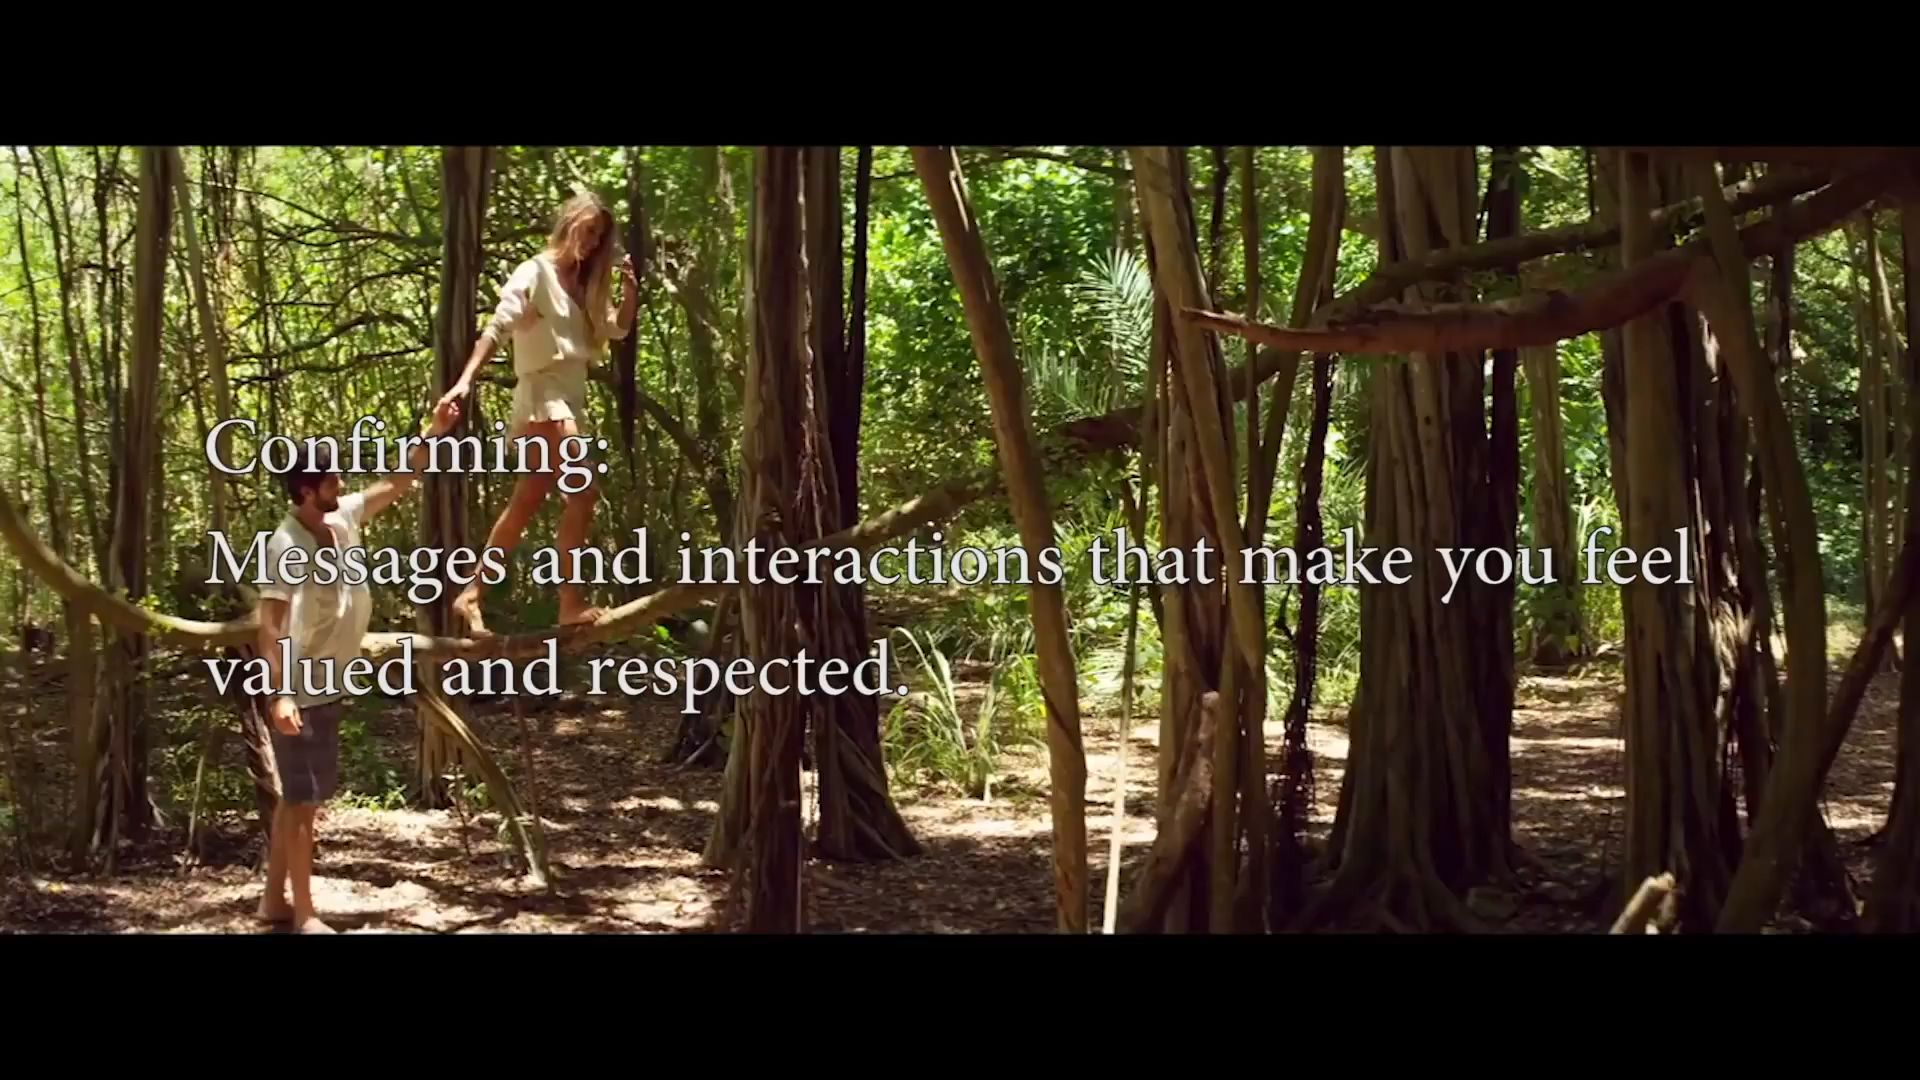 Confirming:
Messages and interactions that make you feel
valued and respected.